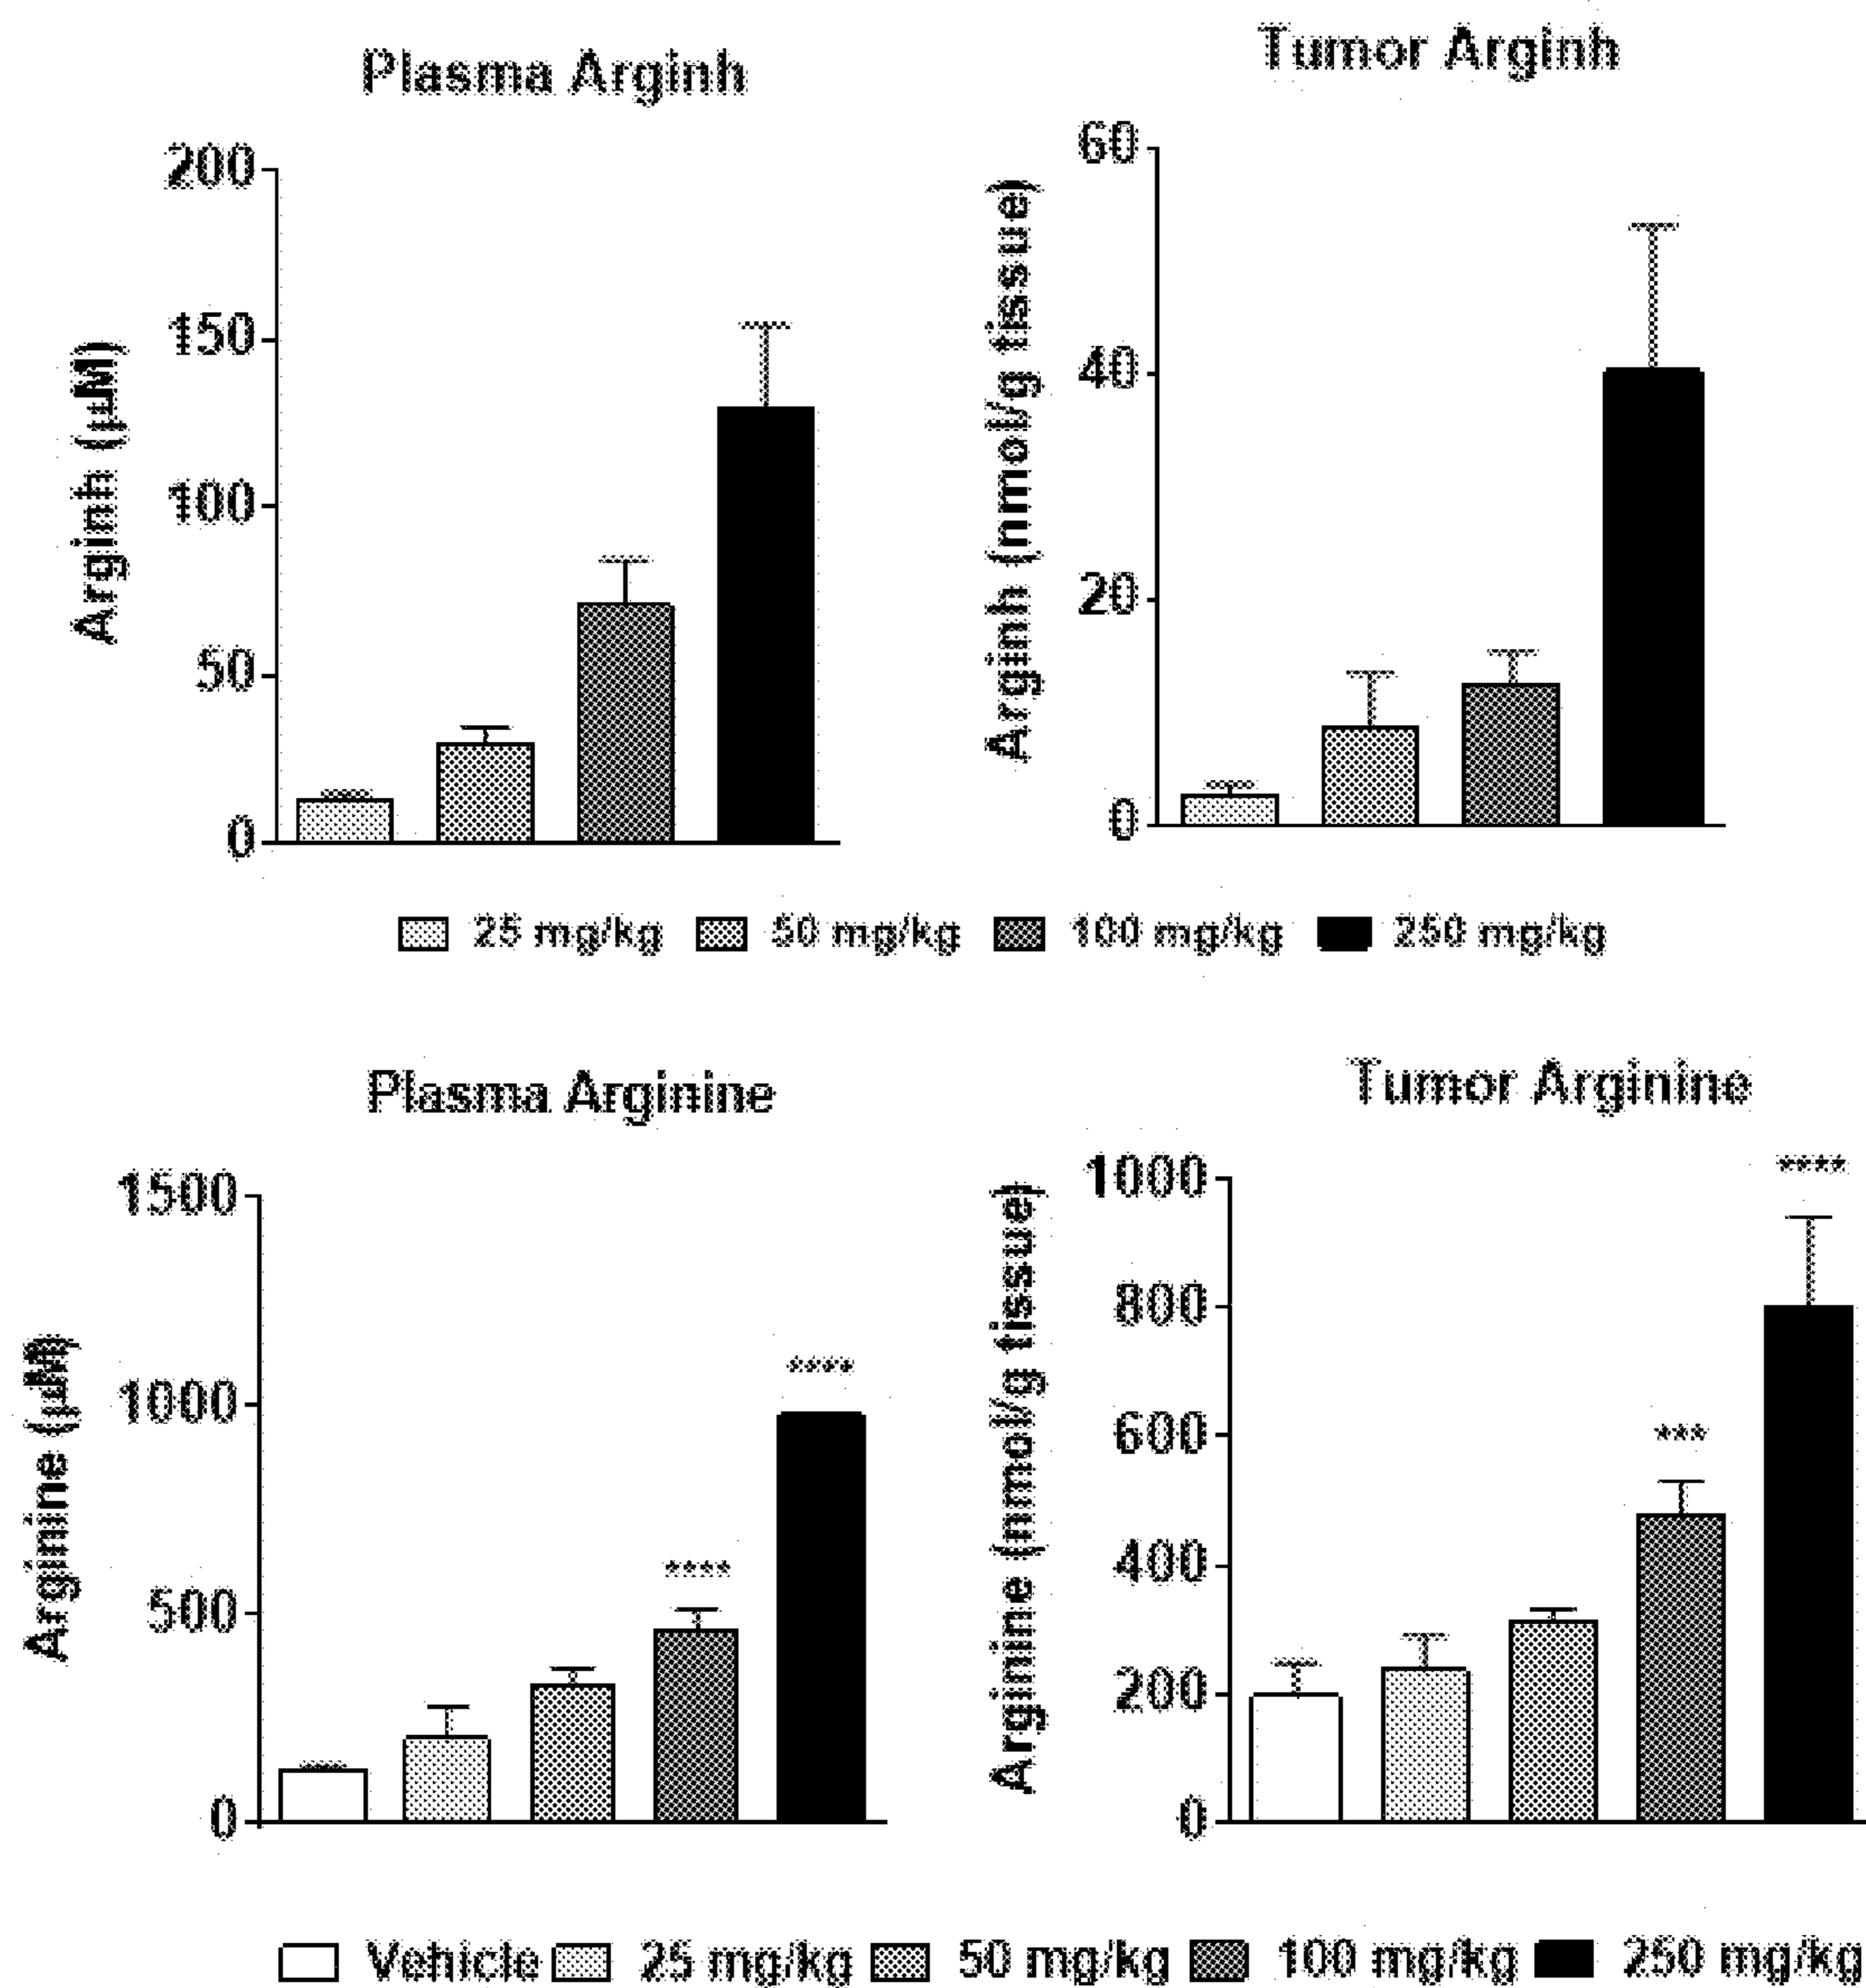 Plasma Arginh
Arginh (µM)
200
150
100
50
0
Tumor Arginh
Arginh (nmol/g tissue)
60
40
20
0
25 mg/kg 50 mg/kg 100 mg/kg 250 mg/kg
Plasma Arginine
Arginine (µM)
1500
1000
500
0
****
****
Tumor Arginine
Arginine (nmol/g tissue)
1000
800
600
400
200
0
***
****
Vehicle 25 mg/kg 50 mg/kg 100 mg/kg 250 mg/kg